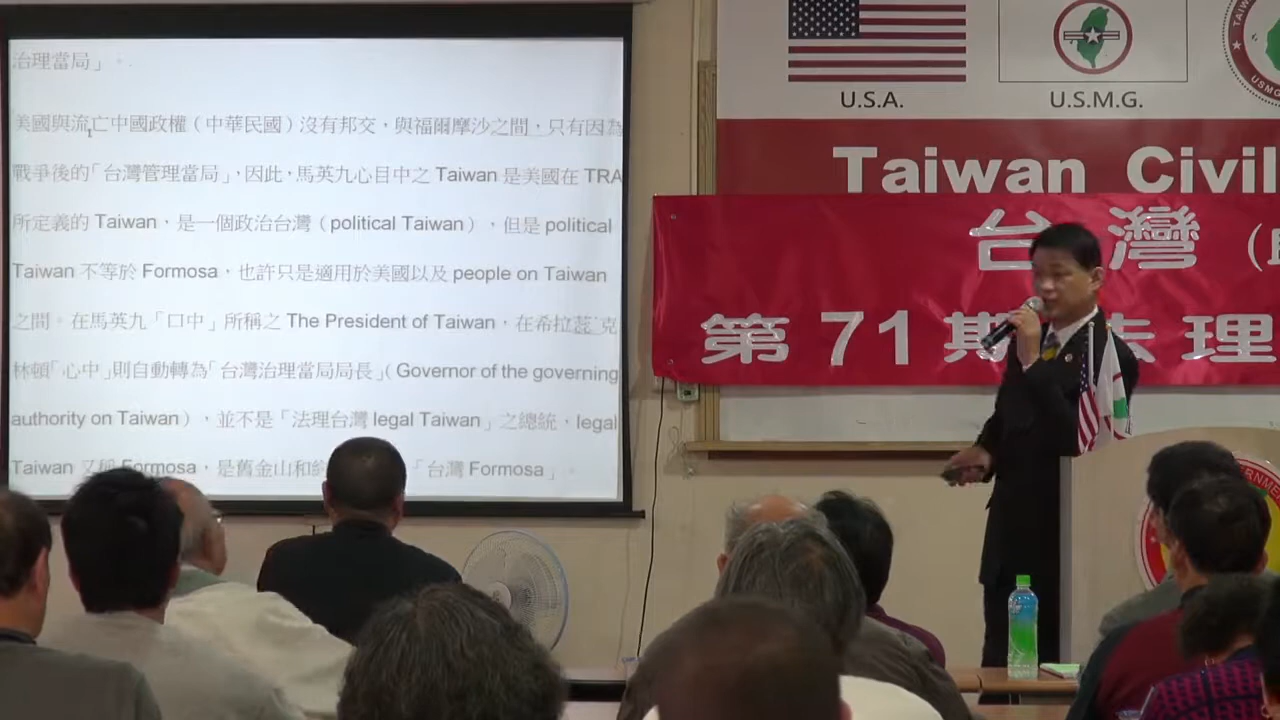 治理當局」。
美國與流亡中國政權（中華民國）沒有邦交，與福爾摩沙之間，只有因為
戰爭後的「台灣管理當局」，因此，馬英九心目中之 Taiwan 是美國在 TRA
所定義的 Taiwan，是一個政治台灣（political Taiwan），但是 political
Taiwan 不等於 Formosa，也許只是適用於美國以及 people on Taiwan
之間。在馬英九「口中」所稱之 The President of Taiwan，在希拉蕊˙克
林頓「心中」則自動轉為「台灣治理當局局長」（Governor of the governing
authority on Taiwan），並不是「法理台灣 legal Taiwan」之總統，legal
Taiwan 又稱 Formosa，是舊金山和約 「台灣 Formosa」。
U.S.A.
U.S.M.G.
TAIW
USMG
Taiwan Civil
台灣
第71期法理